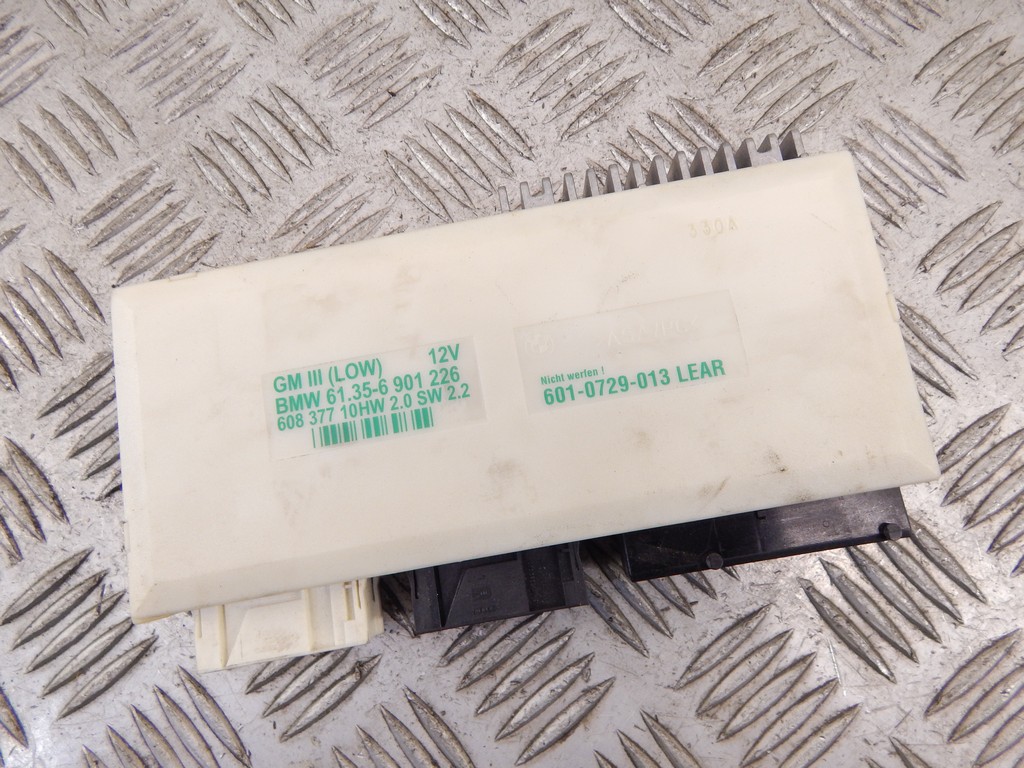 GM III (LOW) 12V
BMW 61.35-6 901 226
608 377 10HW 2.0 SW 2.2
Nicht werfen !
601-0729-013 LEAR